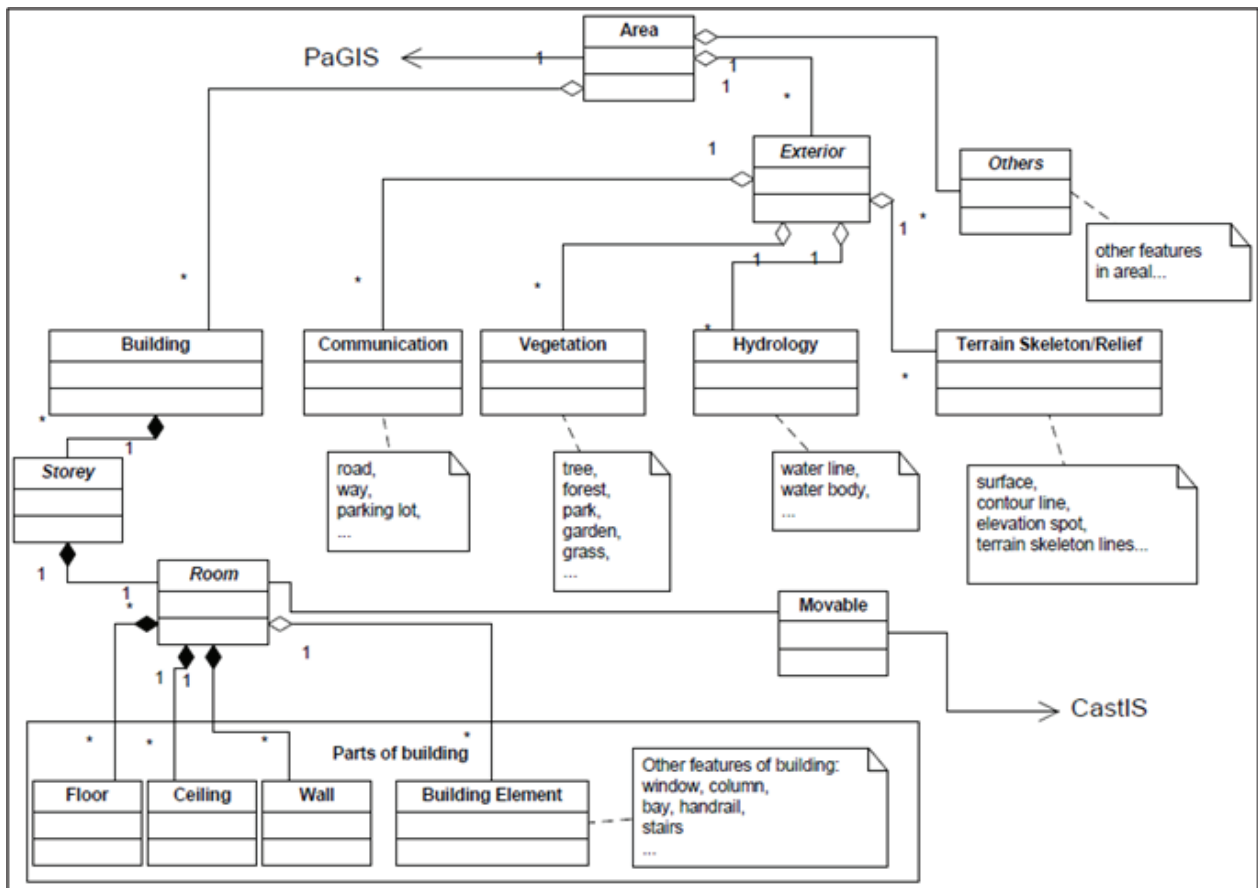 Area
PaGIS
1
1
1
*
1
Exterior
Others
1
*
other features
in areal...
*
*
*
1
1
*
Building
Communication
Vegetation
Hydrology
Terrain Skeleton/Relief
*
*
1
Storey
road,
way,
parking lot,
...
tree,
forest,
park,
garden,
grass,
...
water line,
water body,
...
surface,
contour line,
elevation spot,
terrain skeleton lines...
1
1
Room
*
Movable
1
1
1
CastIS
*
*
*
*
Parts of building
Floor
Ceiling
Wall
Building Element
Other features of building:
window, column,
bay, handrail,
stairs
...